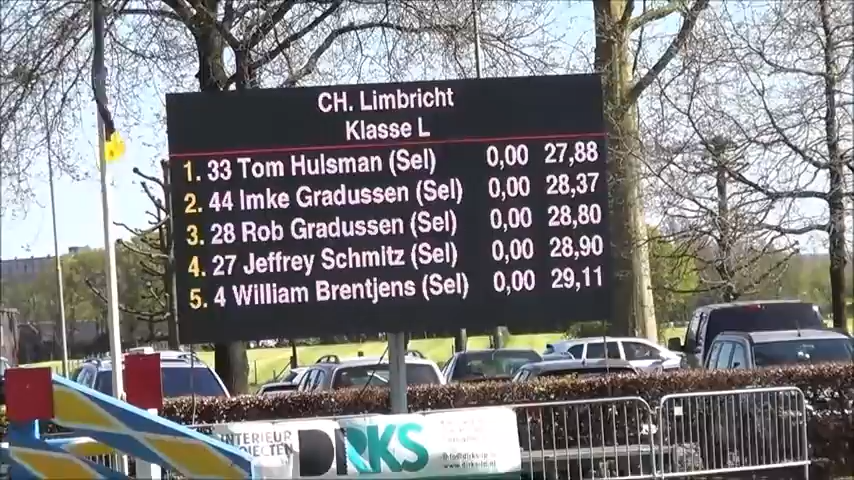 CH. Limbricht
Klasse L
1. 33 Tom Hulsman (Sel) 0,00 27,88
2. 44 Imke Gradussen (Sel) 0,00 28,37
3. 28 Rob Gradussen (Sel) 0,00 28,80
4. 27 Jeffrey Schmitz (Sel) 0,00 28,90
5. 4 William Brentjens (Sel) 0,00 29,11
INTERIEUR
DIRKS